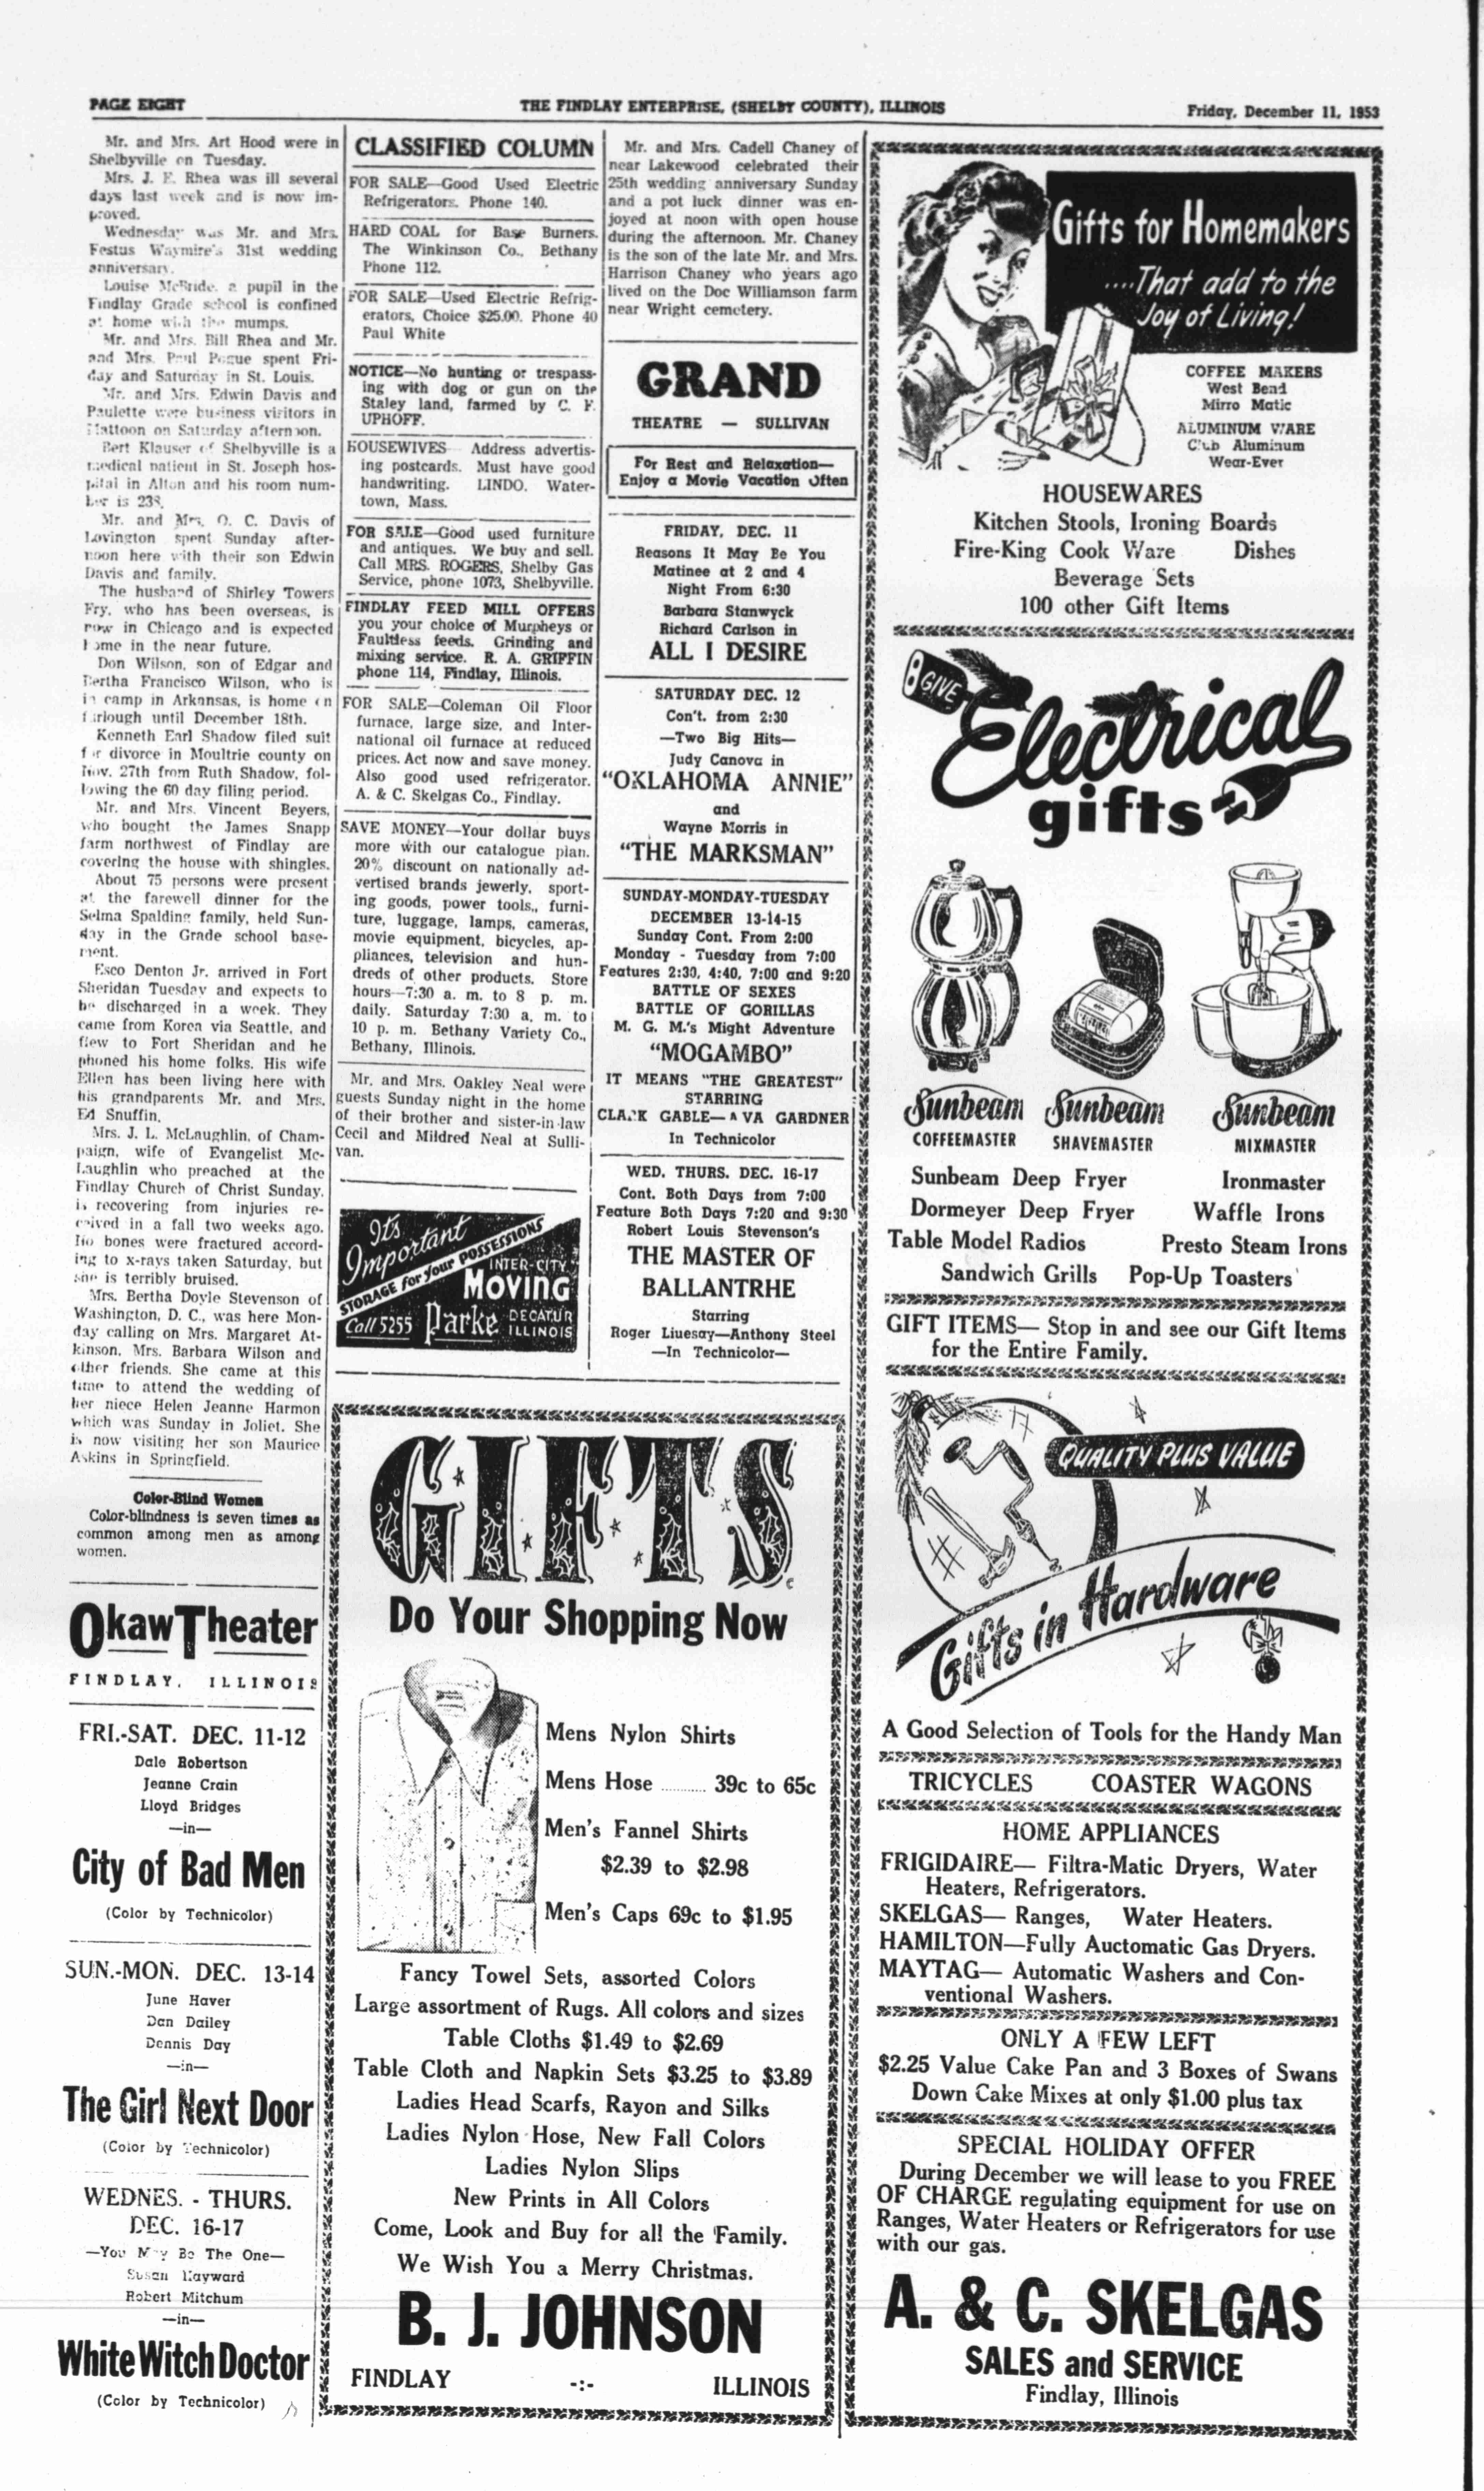 PAGE EIGHT
THE FINDLAY ENTERPRISE, (SHELBY COUNTY), ILLINOIS
Friday, December 11, 1953
Mr. and Mrs. Art Hood were in
Shelbyville on Tuesday.
Mrs. J. F. Rhea was ill several
days last week and is now im-
proved.
Wednesday was Mr. and Mrs.
Festus Waymire's 31st wedding
anniversary.
Louise McBride, a pupil in the
Findlay Grade school is confined
at home with the mumps.
Mr. and Mrs. Bill Rhea and Mr.
and Mrs. Paul Pogue spent Fri-
day and Saturday in St. Louis.
Mr. and Mrs. Edwin Davis and
Paulette were business visitors in
Mattoon on Saturday afternoon.
Bert Klauser of Shelbyville is a
medical patient in St. Joseph hos-
pital in Alton and his room num-
ber is 238.
Mr. and Mrs. O. C. Davis of
Lovington spent Sunday after-
noon here with their son Edwin
Davis and family.
The husband of Shirley Towers
Fry, who has been overseas, is
now in Chicago and is expected
home in the near future.
Don Wilson, son of Edgar and
Bertha Francisco Wilson, who is
in camp in Arkansas, is home on
furlough until December 18th.
Kenneth Earl Shadow filed suit
for divorce in Moultrie county on
Nov. 27th from Ruth Shadow, fol-
lowing the 60 day filing period.
Mr. and Mrs. Vincent Beyers,
who bought the James Snapp
farm northwest of Findlay are
covering the house with shingles.
About 75 persons were present
at the farewell dinner for the
Selma Spalding family, held Sun-
day in the Grade school base-
ment.
Esco Denton Jr. arrived in Fort
Sheridan Tuesday and expects to
be discharged in a week. They
came from Korea via Seattle, and
flew to Fort Sheridan and he
phoned his home folks. His wife
Ellen has been living here with
his grandparents Mr. and Mrs.
Ed Snuffin.
Mrs. J. L. McLaughlin, of Cham-
paign, wife of Evangelist Mc-
Laughlin who preached at the
Findlay Church of Christ Sunday,
is recovering from injuries re-
ceived in a fall two weeks ago.
No bones were fractured accord-
ing to x-rays taken Saturday, but
she is terribly bruised.
Mrs. Bertha Doyle Stevenson of
Washington, D. C., was here Mon-
day calling on Mrs. Margaret At-
kinson, Mrs. Barbara Wilson and
other friends. She came at this
time to attend the wedding of
her niece Helen Jeanne Harmon
which was Sunday in Joliet. She
is now visiting her son Maurice
Askins in Springfield.
Color-Blind Women
Color-blindness is seven times as
common among men as among
women.
Okaw Theater
FINDLAY, ILLINOIS
FRI.-SAT. DEC. 11-12
Dale Robertson
Jeanne Crain
Lloyd Bridges
—in—
City of Bad Men
(Color by Technicolor)
SUN.-MON. DEC. 13-14
June Haver
Dan Dailey
Dennis Day
—in—
The Girl Next Door
(Color by Technicolor)
WEDNES. - THURS.
DEC. 16-17
—You May Be The One—
Susan Hayward
Robert Mitchum
—in—
White Witch Doctor
(Color by Technicolor)
CLASSIFIED COLUMN
FOR SALE—Good Used Electric
Refrigerators. Phone 140.
HARD COAL for Base Burners.
The Winkinson Co., Bethany
Phone 112.
FOR SALE—Used Electric Refrig-
erators, Choice $25.00. Phone 40
Paul White
NOTICE—No hunting or trespass-
ing with dog or gun on the
Staley land, farmed by C. F.
UPHOFF.
HOUSEWIVES Address advertis-
ing postcards. Must have good
handwriting. LINDO, Water-
town, Mass.
FOR SALE—Good used furniture
and antiques. We buy and sell.
Call MRS. ROGERS, Shelby Gas
Service, phone 1073, Shelbyville.
FINDLAY FEED MILL OFFERS
you your choice of Murpheys or
Faultless feeds. Grinding and
mixing service. R. A. GRIFFIN
phone 114, Findlay, Illinois.
FOR SALE—Coleman Oil Floor
furnace, large size, and Inter-
national oil furnace at reduced
prices. Act now and save money.
Also good used refrigerator.
A. & C. Skelgas Co., Findlay.
SAVE MONEY—Your dollar buys
more with our catalogue plan.
20% discount on nationally ad-
vertised brands jewerly, sport-
ing goods, power tools,, furni-
ture, luggage, lamps, cameras,
movie equipment, bicycles, ap-
pliances, television and hun-
dreds of other products. Store
hours—7:30 a. m. to 8 p. m.
daily. Saturday 7:30 a. m. to
10 p. m. Bethany Variety Co.,
Bethany, Illinois.
Mr. and Mrs. Oakley Neal were
guests Sunday night in the home
of their brother and sister-in-law
Cecil and Mildred Neal at Sulli-
van.
It's
Important
STORAGE for your POSSESSIONS
INTER-CITY
Moving
Call 5255 Parke DECATUR
ILLINOIS
Mr. and Mrs. Cadell Chaney of
near Lakewood celebrated their
25th wedding anniversary Sunday
and a pot luck dinner was en-
joyed at noon with open house
during the afternoon. Mr. Chaney
is the son of the late Mr. and Mrs.
Harrison Chaney who years ago
lived on the Doc Williamson farm
near Wright cemetery.
GRAND
THEATRE — SULLIVAN
For Rest and Relaxation—
Enjoy a Movie Vacation Often
FRIDAY, DEC. 11
Reasons It May Be You
Matinee at 2 and 4
Night From 6:30
Barbara Stanwyck
Richard Carlson in
ALL I DESIRE
SATURDAY DEC. 12
Con't. from 2:30
—Two Big Hits—
Judy Canova in
"OKLAHOMA ANNIE"
and
Wayne Morris in
"THE MARKSMAN"
SUNDAY-MONDAY-TUESDAY
DECEMBER 13-14-15
Sunday Cont. From 2:00
Monday - Tuesday from 7:00
Features 2:30, 4:40, 7:00 and 9:20
BATTLE OF SEXES
BATTLE OF GORILLAS
M. G. M.'s Might Adventure
"MOGAMBO"
IT MEANS "THE GREATEST"
STARRING
CLARK GABLE—AVA GARDNER
In Technicolor
WED. THURS. DEC. 16-17
Cont. Both Days from 7:00
Feature Both Days 7:20 and 9:30
Robert Louis Stevenson's
THE MASTER OF
BALLANTRHE
Starring
Roger Liuesay—Anthony Steel
—In Technicolor—
GIFTS
Do Your Shopping Now
Mens Nylon Shirts
Mens Hose .......... 39c to 65c
Men's Fannel Shirts
$2.39 to $2.98
Men's Caps 69c to $1.95
Fancy Towel Sets, assorted Colors
Large assortment of Rugs. All colors and sizes
Table Cloths $1.49 to $2.69
Table Cloth and Napkin Sets $3.25 to $3.89
Ladies Head Scarfs, Rayon and Silks
Ladies Nylon Hose, New Fall Colors
Ladies Nylon Slips
New Prints in All Colors
Come, Look and Buy for all the Family.
We Wish You a Merry Christmas.
B. J. JOHNSON
FINDLAY -:- ILLINOIS
Gifts for Homemakers
....That add to the
Joy of Living!
COFFEE MAKERS
West Bend
Mirro Matic
ALUMINUM WARE
Club Aluminum
Wear-Ever
HOUSEWARES
Kitchen Stools, Ironing Boards
Fire-King Cook Ware Dishes
Beverage Sets
100 other Gift Items
GIVE
Electrical
gifts
Sunbeam Sunbeam Sunbeam
COFFEEMASTER SHAVEMASTER MIXMASTER
Sunbeam Deep Fryer Ironmaster
Dormeyer Deep Fryer Waffle Irons
Table Model Radios Presto Steam Irons
Sandwich Grills Pop-Up Toasters
GIFT ITEMS— Stop in and see our Gift Items
for the Entire Family.
QUALITY PLUS VALUE
Gifts in Hardware
A Good Selection of Tools for the Handy Man
TRICYCLES COASTER WAGONS
HOME APPLIANCES
FRIGIDAIRE— Filtra-Matic Dryers, Water
Heaters, Refrigerators.
SKELGAS— Ranges, Water Heaters.
HAMILTON—Fully Auctomatic Gas Dryers.
MAYTAG— Automatic Washers and Con-
ventional Washers.
ONLY A FEW LEFT
$2.25 Value Cake Pan and 3 Boxes of Swans
Down Cake Mixes at only $1.00 plus tax
SPECIAL HOLIDAY OFFER
During December we will lease to you FREE
OF CHARGE regulating equipment for use on
Ranges, Water Heaters or Refrigerators for use
with our gas.
A. & C. SKELGAS
SALES and SERVICE
Findlay, Illinois